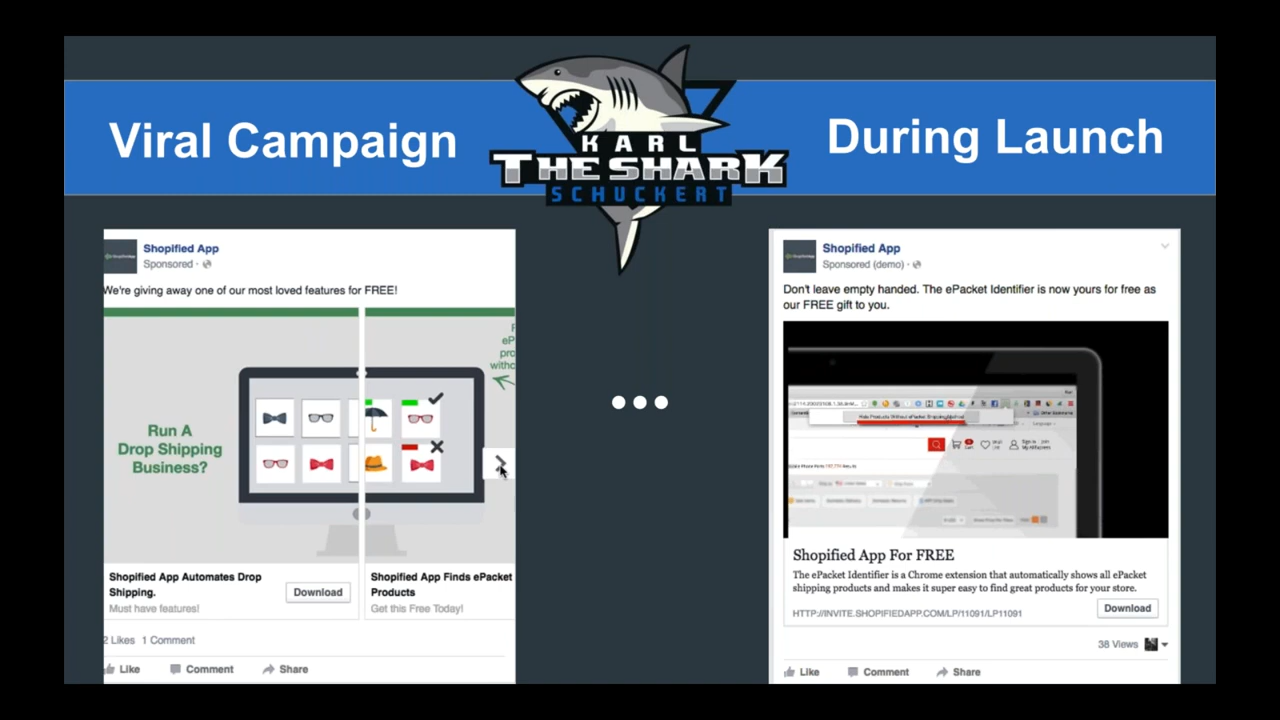 Viral Campaign
KARL
THE SHARK
SCHUCKERT
During Launch
Shopified App
Sponsored ·
We're giving away one of our most loved features for FREE!
Run A
Drop Shipping
Business?
Shopified App Automates Drop
Shipping.
Must have features!
Download
Shopified App Finds ePacket
Products
Get this Free Today!
2 Likes 1 Comment
Like Comment Share
Shopified App
Sponsored (demo) ·
Don't leave empty handed. The ePacket Identifier is now yours for free as
our FREE gift to you.
Shopified App For FREE
The ePacket Identifier is a Chrome extension that automatically shows all ePacket
shipping products and makes it super easy to find great products for your store.
HTTP://INVITE.SHOPIFIEDAPP.COM/LP/11091/LP11091
Download
38 Views
Like Comment Share